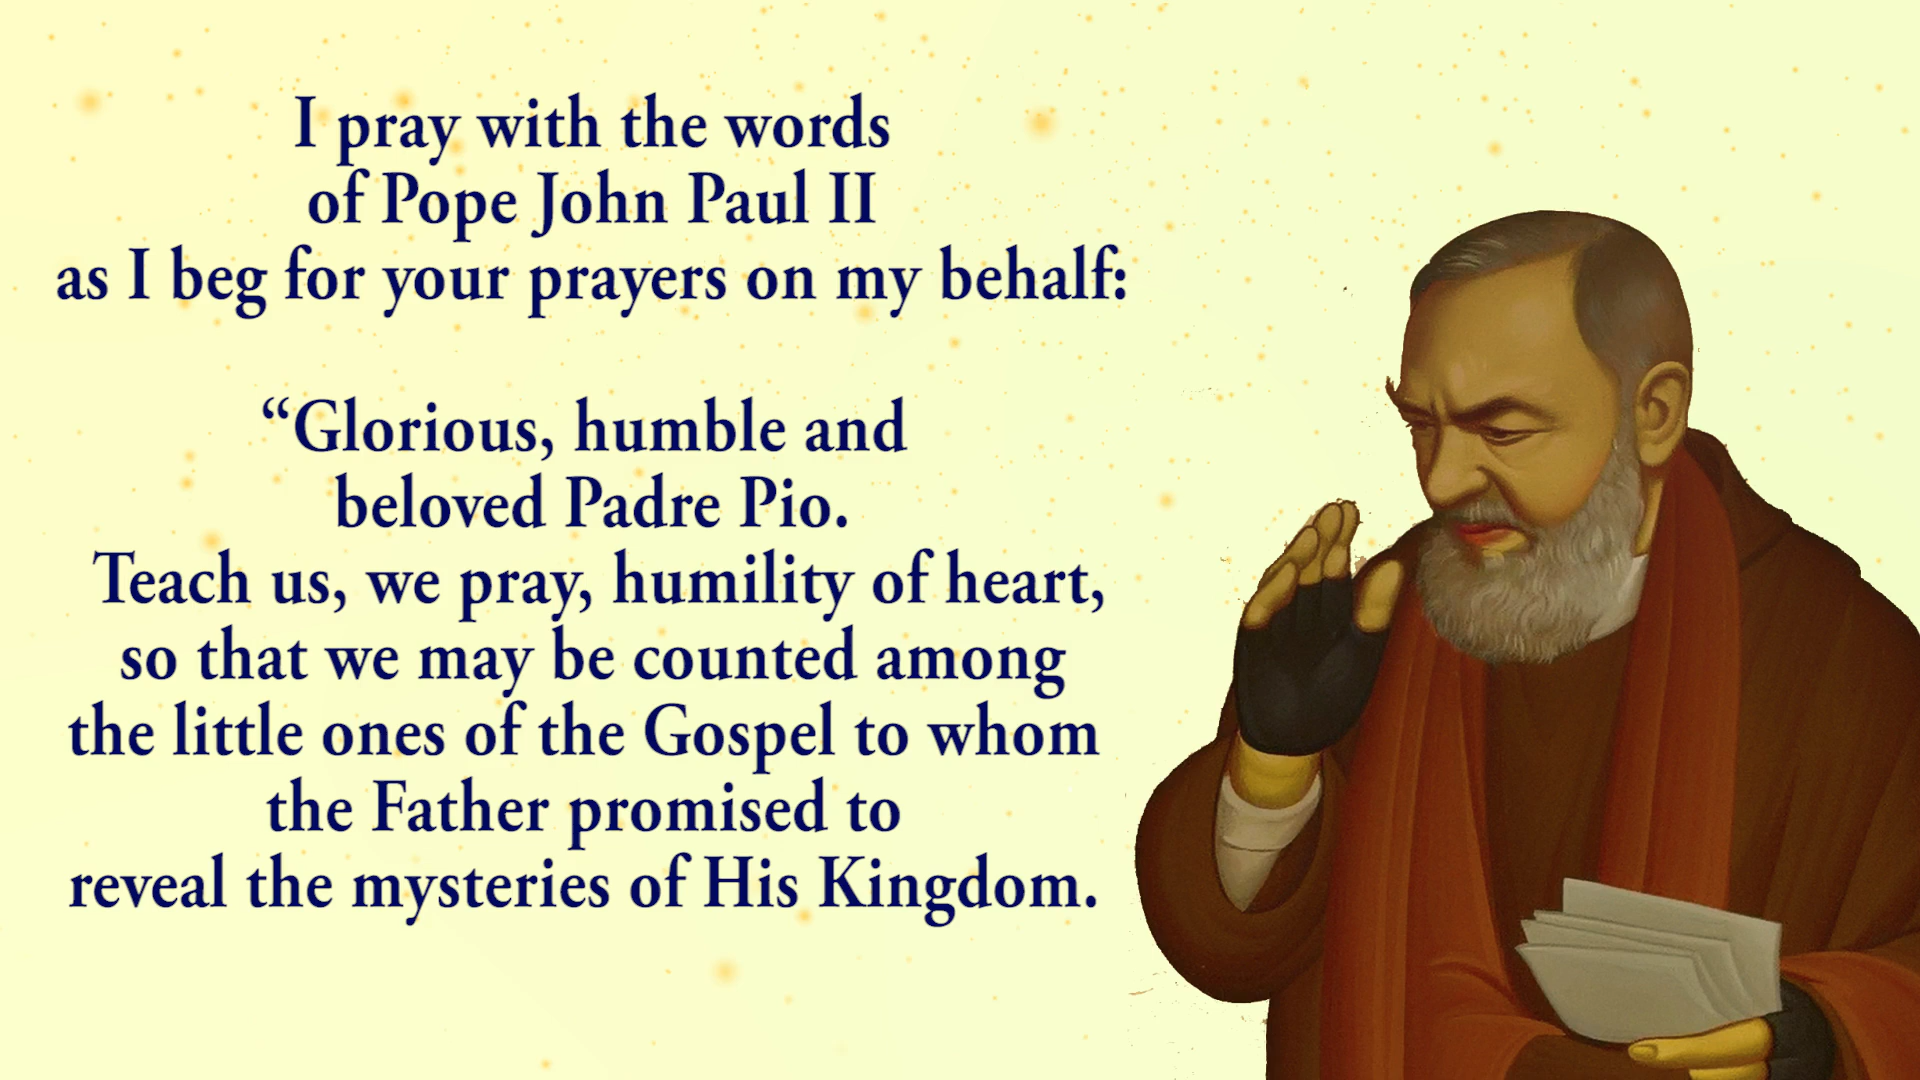 I pray with the words
of Pope John Paul II
as I beg for your prayers on my behalf:
“Glorious, humble and
beloved Padre Pio.
Teach us, we pray, humility of heart,
so that we may be counted among
the little ones of the Gospel to whom
the Father promised to
reveal the mysteries of His Kingdom.